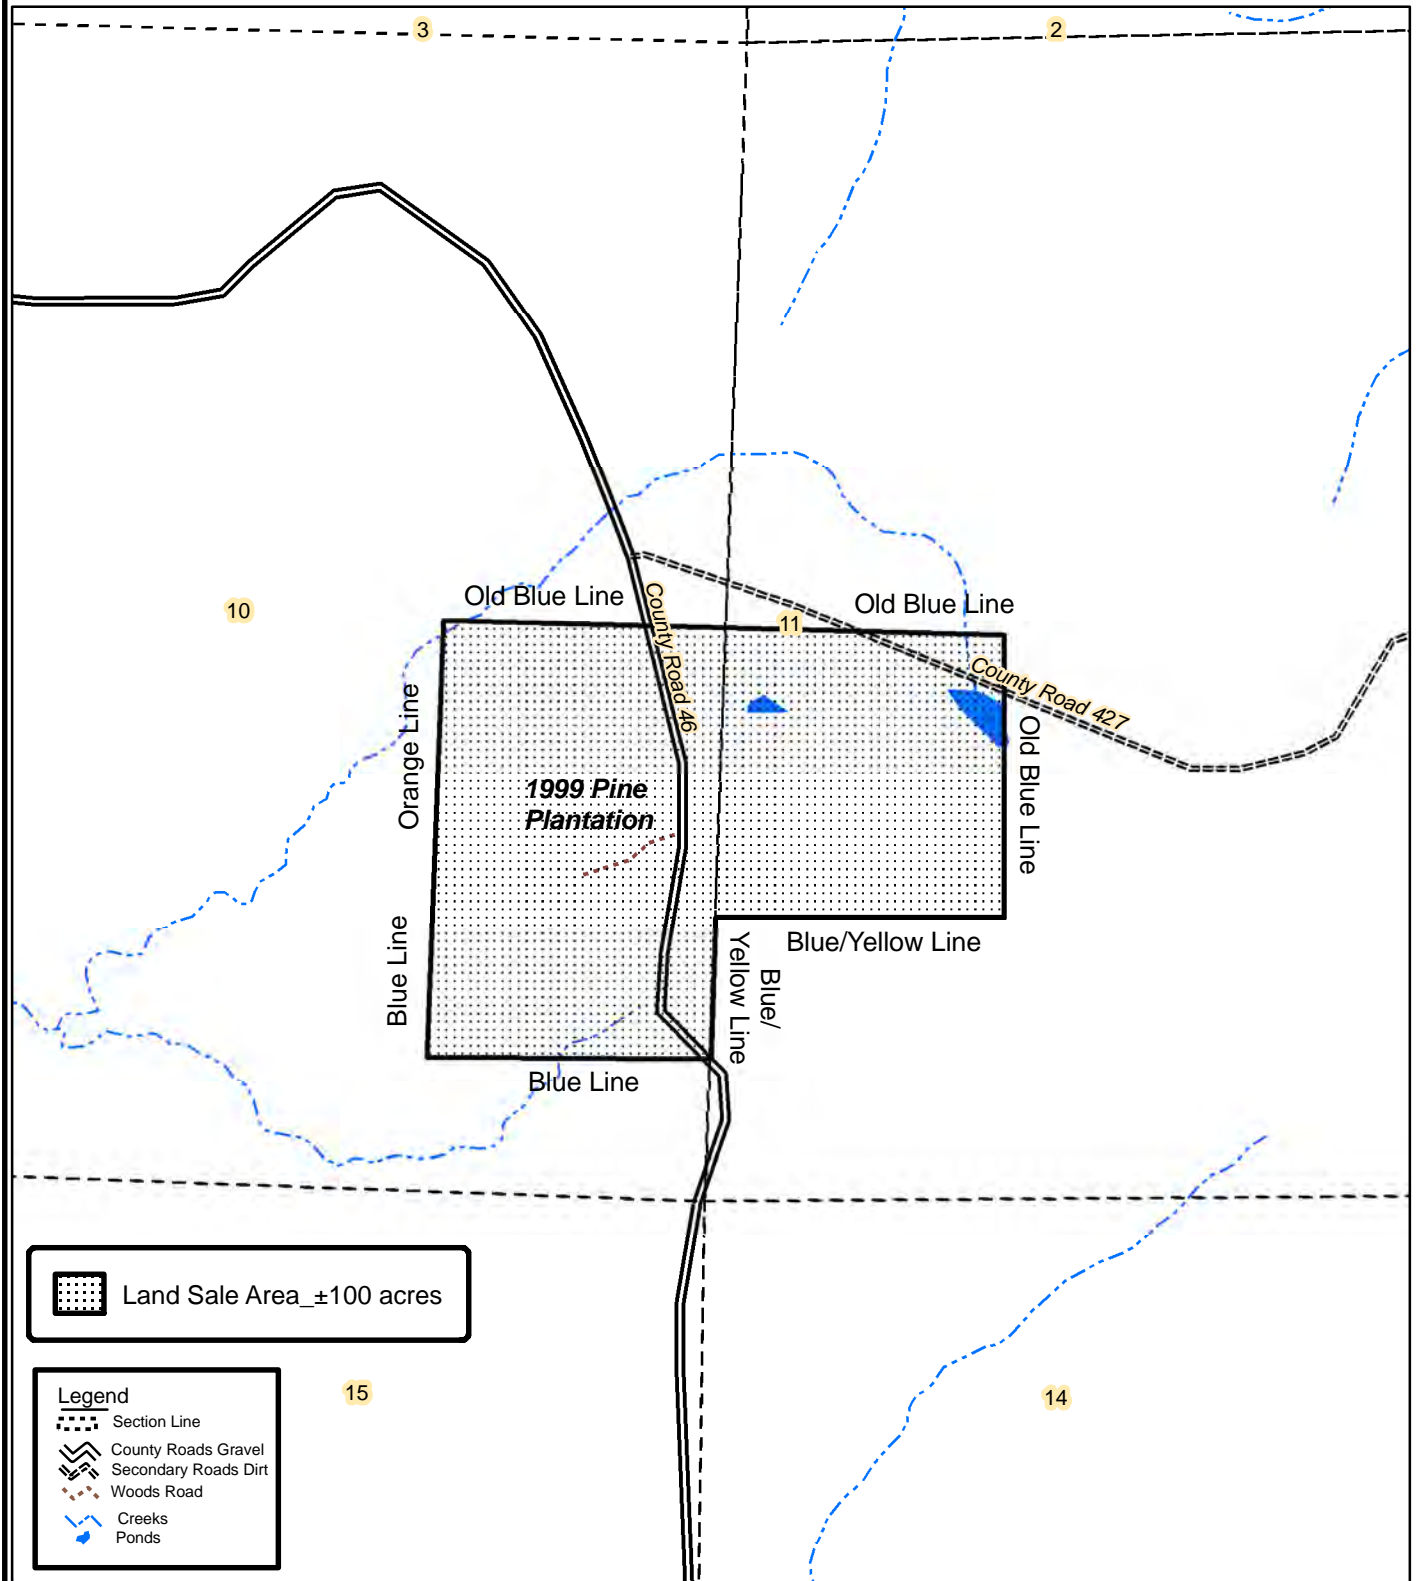 3
2
10
Old Blue Line
11
Old Blue Line
County Road 46
County Road 427
Orange Line
Old Blue Line
1999 Pine
Plantation
Blue Line
Blue/Yellow Line
Blue/
Yellow Line
Blue Line
Land Sale Area_±100 acres
15
14
Legend
Section Line
County Roads Gravel
Secondary Roads Dirt
Woods Road
Creeks
Ponds